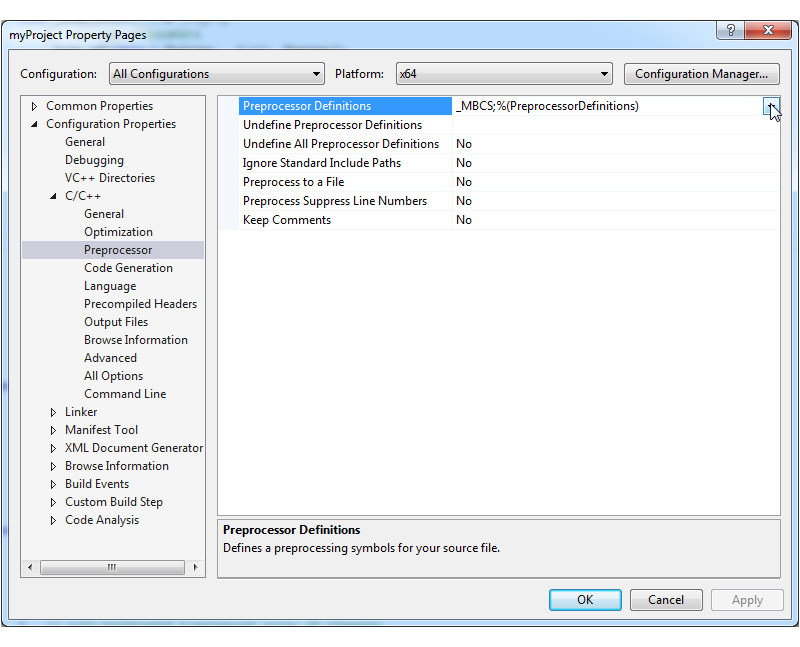 myProject Property Pages
?
Configuration: All Configurations Platform: x64 Configuration Manager...
Common Properties
Configuration Properties
General
Debugging
VC++ Directories
C/C++
General
Optimization
Preprocessor
Code Generation
Language
Precompiled Headers
Output Files
Browse Information
Advanced
All Options
Command Line
Linker
Manifest Tool
XML Document Generator
Browse Information
Build Events
Custom Build Step
Code Analysis
Preprocessor Definitions _MBCS;%(PreprocessorDefinitions)
Undefine Preprocessor Definitions
Undefine All Preprocessor Definitions No
Ignore Standard Include Paths No
Preprocess to a File No
Preprocess Suppress Line Numbers No
Keep Comments No
Preprocessor Definitions
Defines a preprocessing symbols for your source file.
OK Cancel Apply